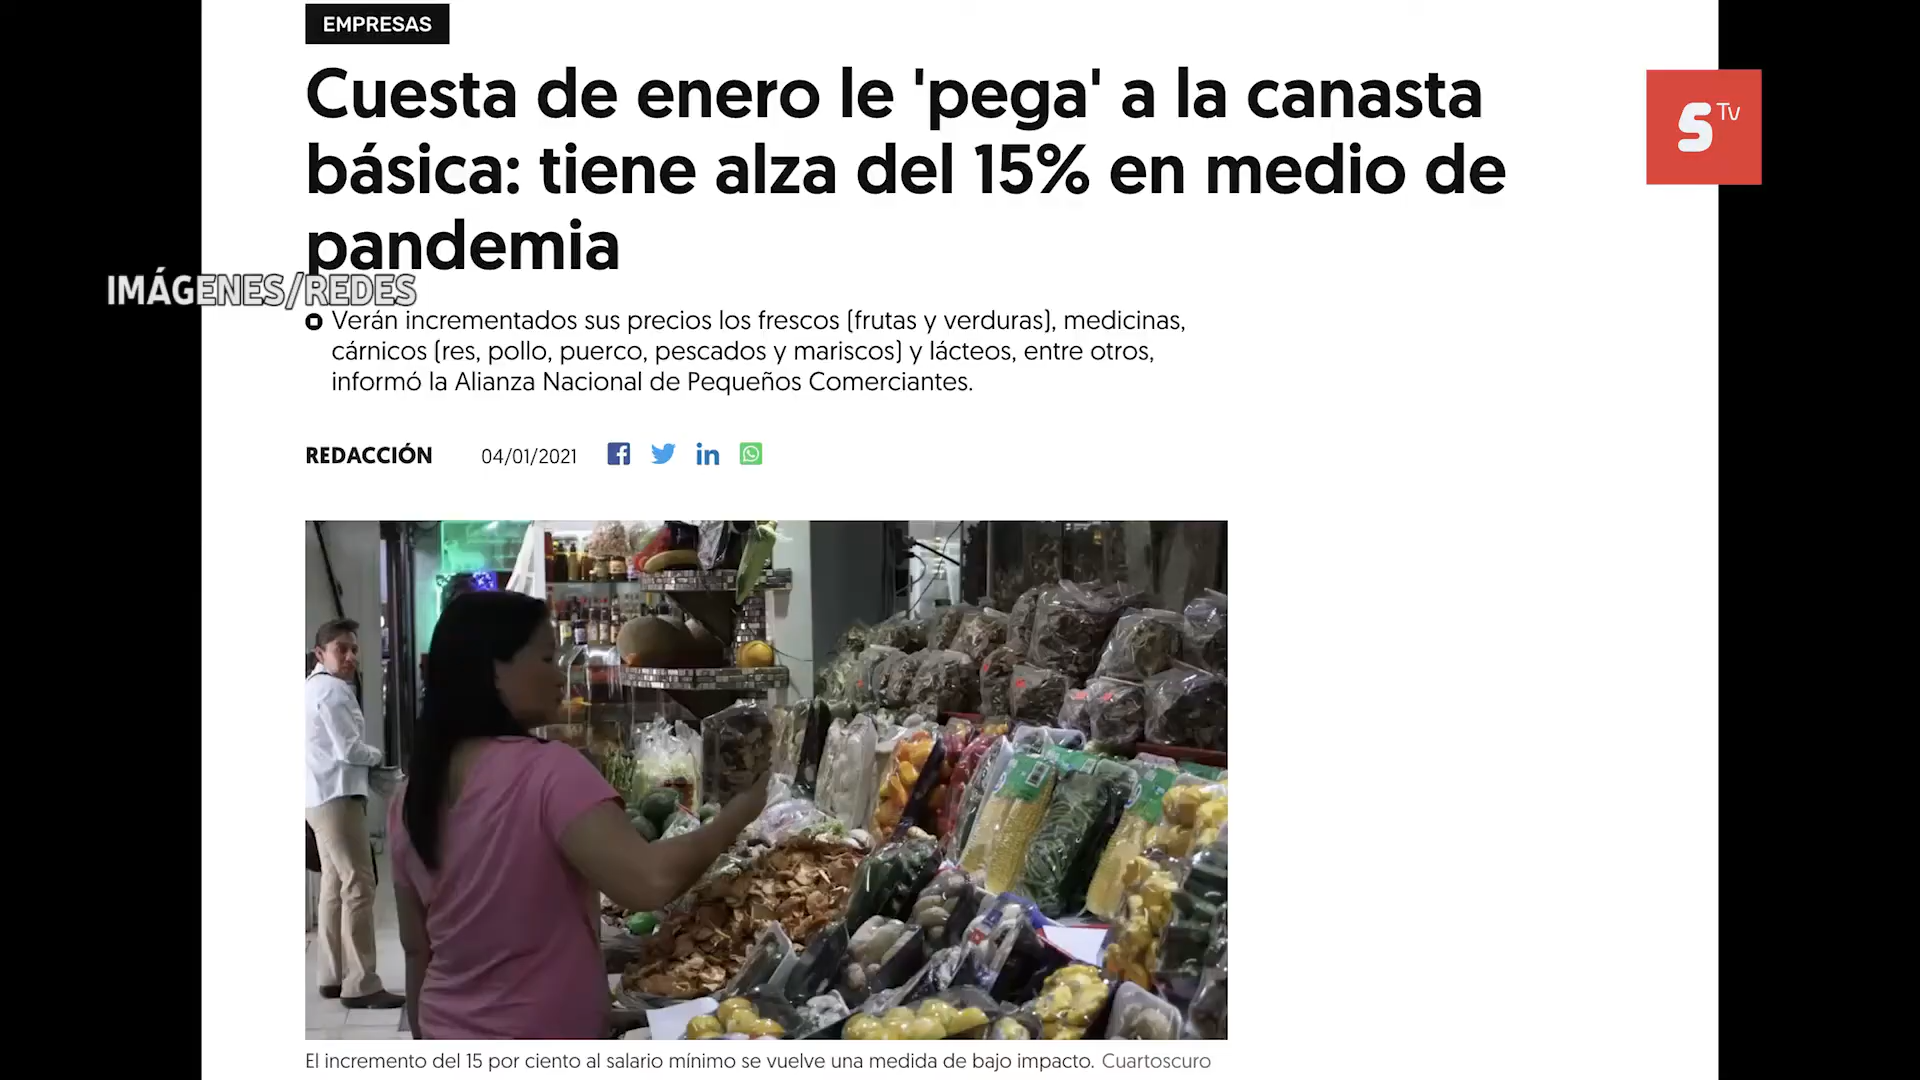 EMPRESAS
Cuesta de enero le 'pega' a la canasta
básica: tiene alza del 15% en medio de
pandemia
S Tv
IMÁGENES/REDES
Verán incrementados sus precios los frescos (frutas y verduras), medicinas,
cárnicos (res, pollo, puerco, pescados y mariscos) y lácteos, entre otros,
informó la Alianza Nacional de Pequeños Comerciantes.
REDACCIÓN 04/01/2021
El incremento del 15 por ciento al salario mínimo se vuelve una medida de bajo impacto. Cuartoscuro